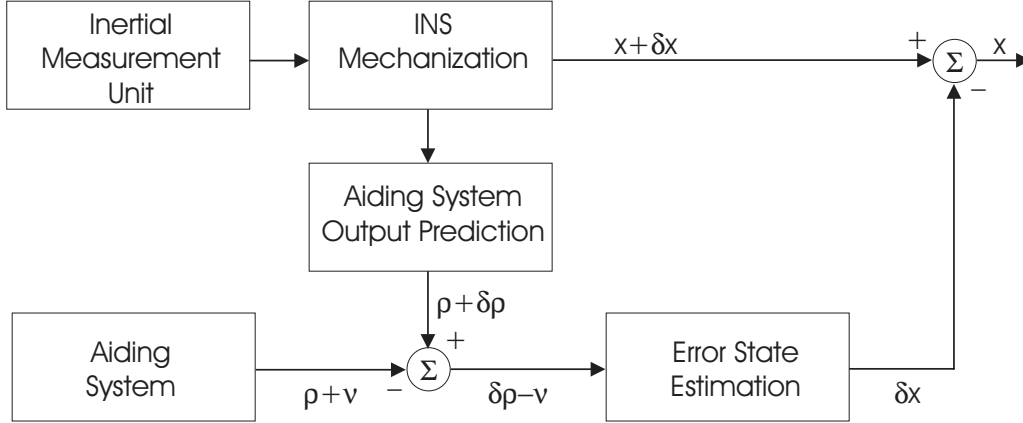 Inertial
Measurement
Unit
INS
Mechanization
x+δx
+
Σ
x
−
Aiding System
Output Prediction
ρ+δρ
Aiding
System
ρ+ν
−
+
Σ
δρ−ν
Error State
Estimation
δx